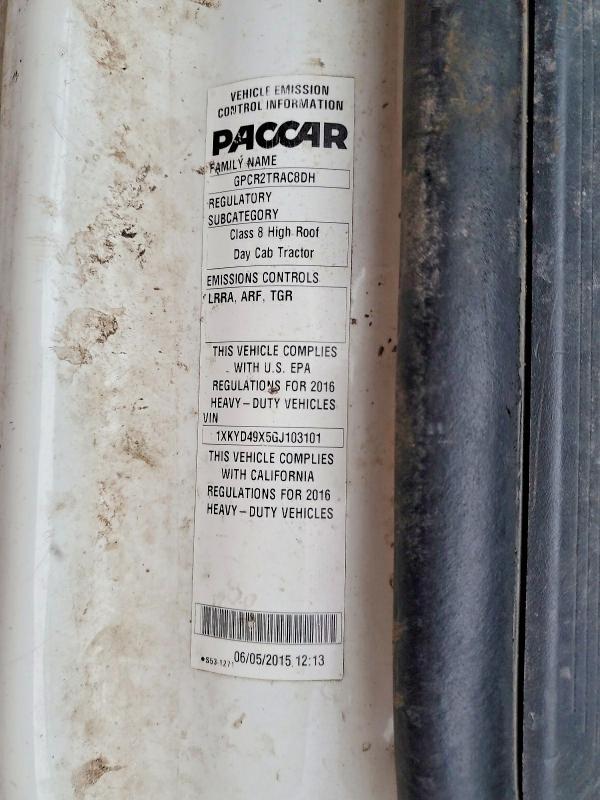 VEHICLE EMISSION
CONTROL INFORMATION
PACCAR
FAMILY NAME
GPCR2TRAC8DH
REGULATORY
SUBCATEGORY
Class 8 High Roof
Day Cab Tractor
EMISSIONS CONTROLS
LRRA, ARF, TGR
THIS VEHICLE COMPLIES
WITH U.S. EPA
REGULATIONS FOR 2016
HEAVY-DUTY VEHICLES
VIN
1XKYD49X5GJ103101
THIS VEHICLE COMPLIES
WITH CALIFORNIA
REGULATIONS FOR 2016
HEAVY-DUTY VEHICLES
06/05/2015 12:13